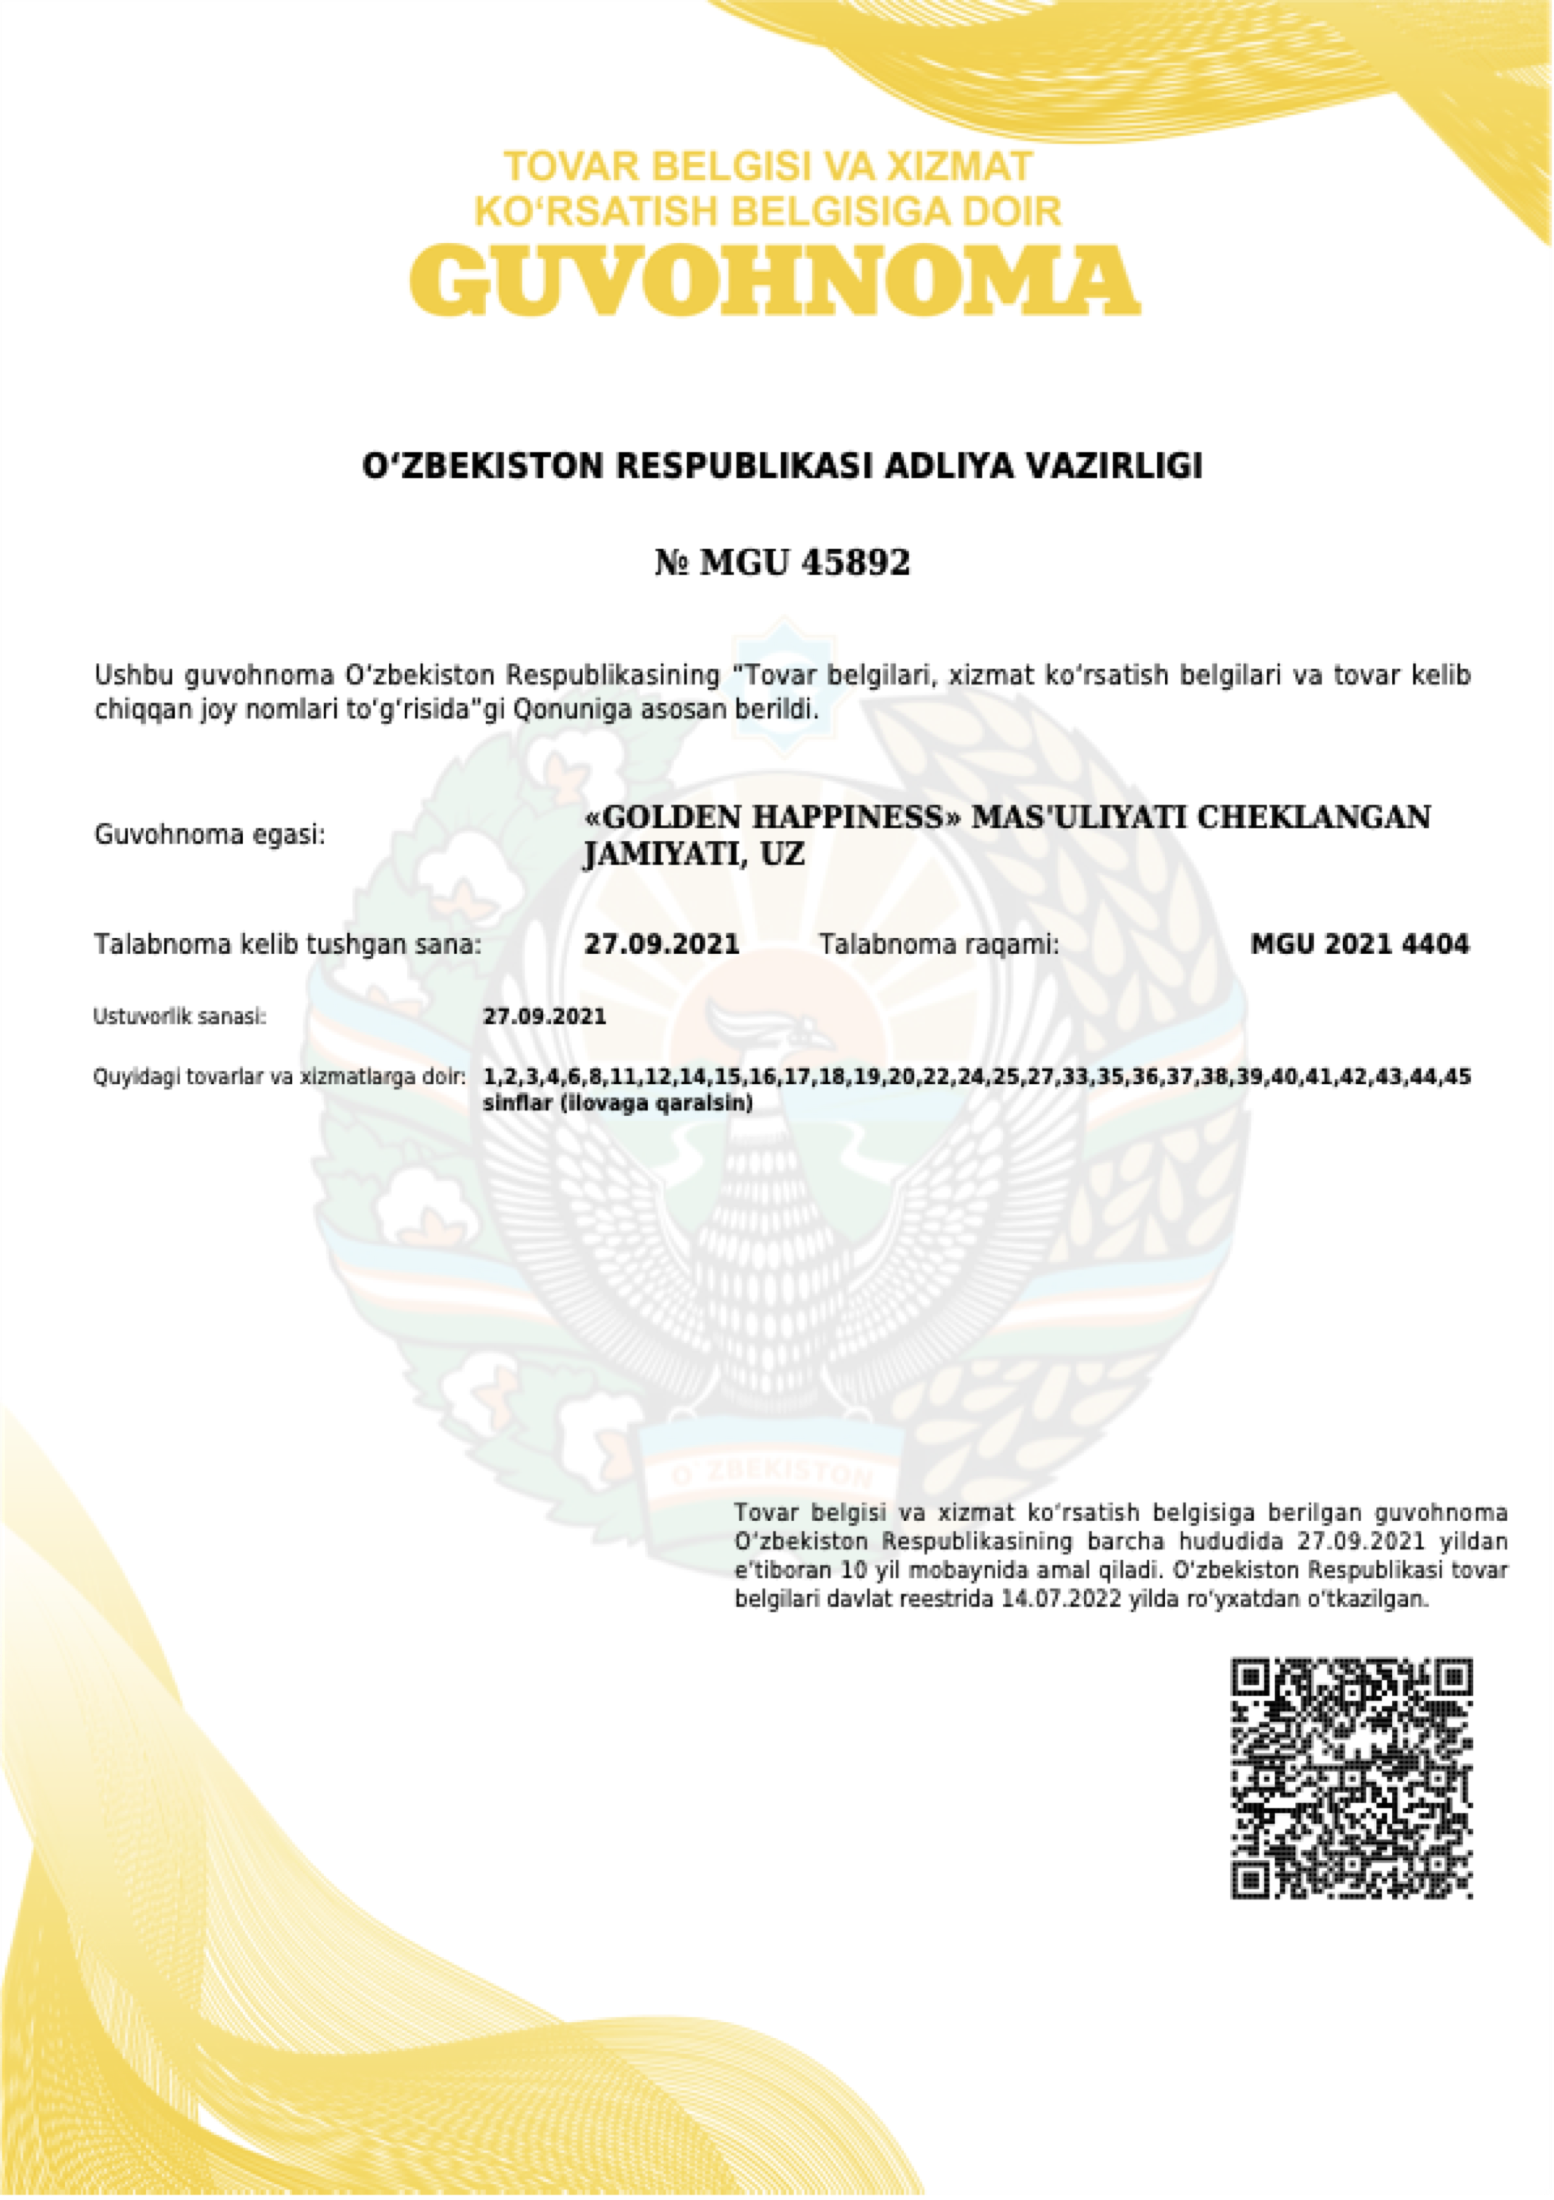 TOVAR BELGISI VA XIZMAT
KO‘RSATISH BELGISIGA DOIR
GUVOHNOMA
O‘ZBEKISTON RESPUBLIKASI ADLIYA VAZIRLIGI
№ MGU 45892
Ushbu guvohnoma O‘zbekiston Respublikasining "Tovar belgilari, xizmat ko‘rsatish belgilari va tovar kelib
chiqqan joy nomlari to‘g‘risida"gi Qonuniga asosan berildi.
Guvohnoma egasi:
«GOLDEN HAPPINESS» MAS'ULIYATI CHEKLANGAN
JAMIYATI, UZ
Talabnoma kelib tushgan sana: 27.09.2021 Talabnoma raqami: MGU 2021 4404
Ustuvorlik sanasi: 27.09.2021
Quyidagi tovarlar va xizmatlarga doir: 1,2,3,4,6,8,11,12,14,15,16,17,18,19,20,22,24,25,27,33,35,36,37,38,39,40,41,42,43,44,45
sinflar (ilovaga qaralsin)
O‘ZBEKISTON
Tovar belgisi va xizmat ko‘rsatish belgisiga berilgan guvohnoma
O‘zbekiston Respublikasining barcha hududida 27.09.2021 yildan
e’tiboran 10 yil mobaynida amal qiladi. O‘zbekiston Respublikasi tovar
belgilari davlat reestrida 14.07.2022 yilda ro‘yxatdan o‘tkazilgan.